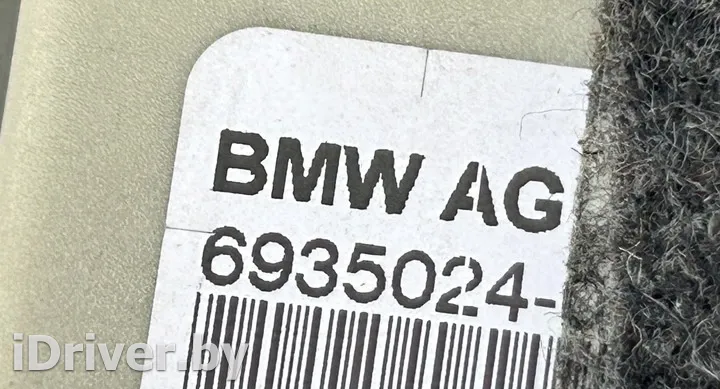 BMW AG
6935024-
iDriver.by